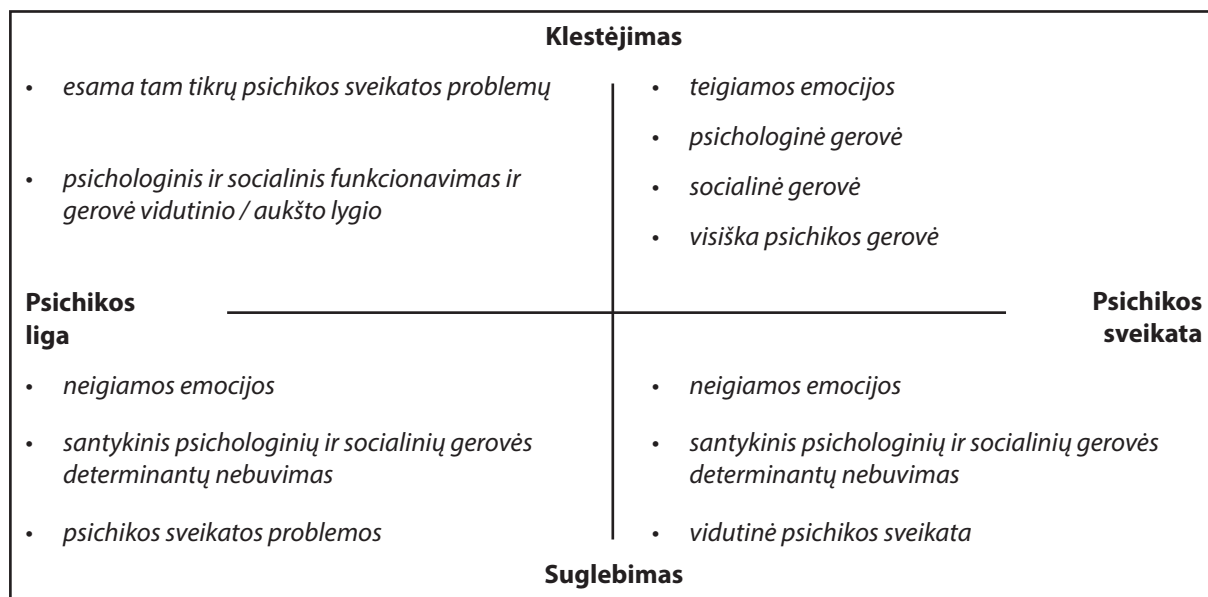 Klestėjimas
• esama tam tikrų psichikos sveikatos problemų
• psichologinis ir socialinis funkcionavimas ir
gerovė vidutinio / aukšto lygio
• teigiamos emocijos
• psichologinė gerovė
• socialinė gerovė
• visiška psichikos gerovė
Psichikos
liga
Psichikos
sveikata
• neigiamos emocijos
• santykinis psichologinių ir socialinių gerovės
determinantų nebuvimas
• psichikos sveikatos problemos
• neigiamos emocijos
• santykinis psichologinių ir socialinių gerovės
determinantų nebuvimas
• vidutinė psichikos sveikata
Suglebimas